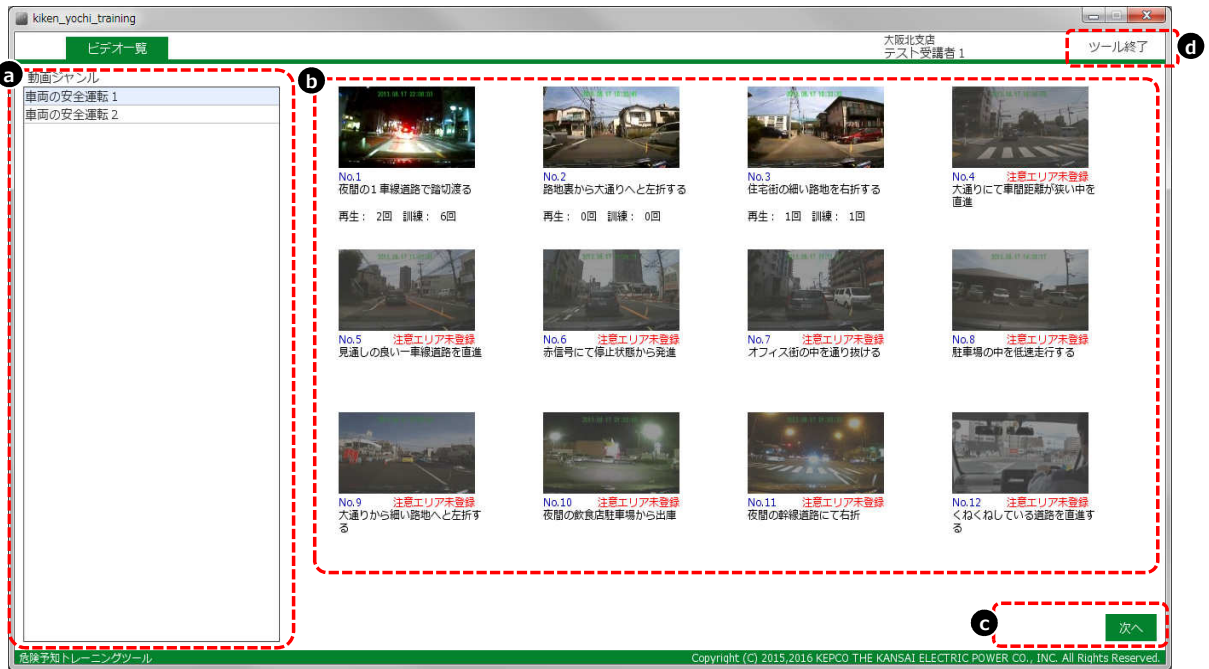 kiken_yochi_training
ビデオ一覧
大阪北支店
テスト受講者 1
ツール終了
d
a
動画ジャンル
車両の安全運転 1
車両の安全運転 2
b
No.1
夜間の1 車線道路で踏切渡る
再生： 2回 訓練： 6回
No.2
路地裏から大通りへと左折する
再生： 0回 訓練： 0回
No.3
住宅街の細い路地を右折する
再生： 1回 訓練： 1回
No.4 注意エリア未登録
大通りにて車間距離が狭い中を
直進
No.5 注意エリア未登録
見通しの良い一車線道路を直進
No.6 注意エリア未登録
赤信号にて停止状態から発進
No.7 注意エリア未登録
オフィス街の中を通り抜ける
No.8 注意エリア未登録
駐車場の中を低速走行する
No.9 注意エリア未登録
大通りから細い路地へと左折す
る
No.10 注意エリア未登録
夜間の飲食店駐車場から出庫
No.11 注意エリア未登録
夜間の幹線道路にて右折
No.12 注意エリア未登録
くねくねしている道路を直進す
る
c
次へ
危険予知トレーニングツール
Copyright (C) 2015,2016 KEPCO THE KANSAI ELECTRIC POWER CO., INC. All Rights Reserved.